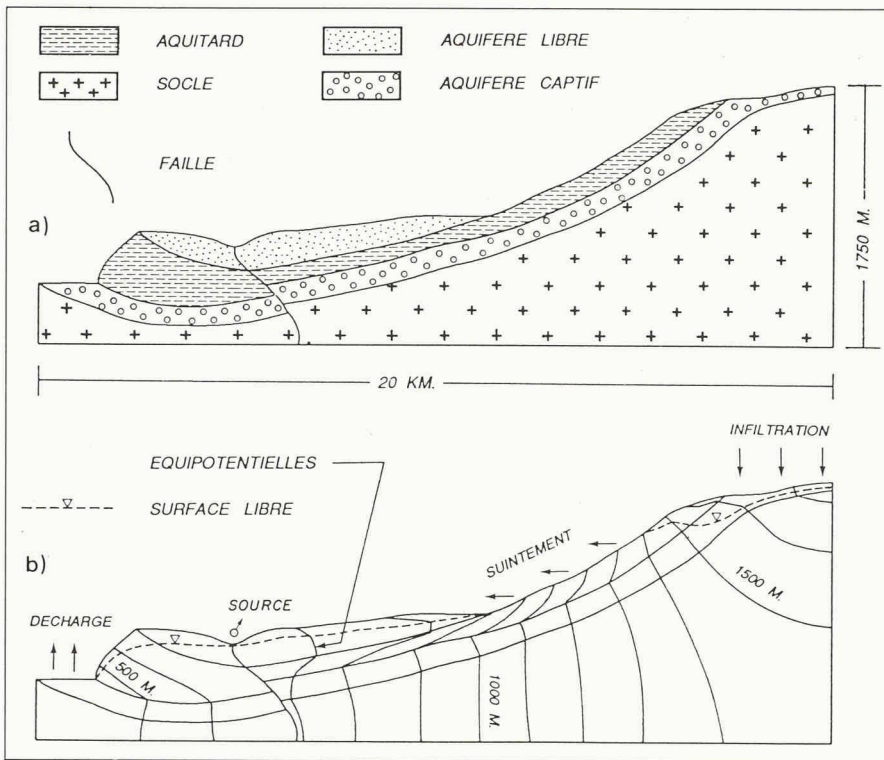 AQUITARD
AQUIFERE LIBRE
SOCLE
AQUIFERE CAPTIF
FAILLE
a)
1750 M.
20 KM.
INFILTRATION
EQUIPOTENTIELLES
SURFACE LIBRE
b)
SUINTEMENT
1500 M.
SOURCE
DECHARGE
500 M.
1000 M.